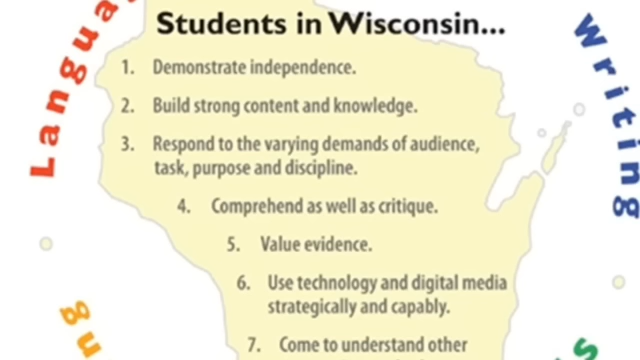 Students in Wisconsin...
1. Demonstrate independence.
2. Build strong content and knowledge.
3. Respond to the varying demands of audience,
task, purpose and discipline.
4. Comprehend as well as critique.
5. Value evidence.
6. Use technology and digital media
strategically and capably.
7. Come to understand other
Langua
Writing